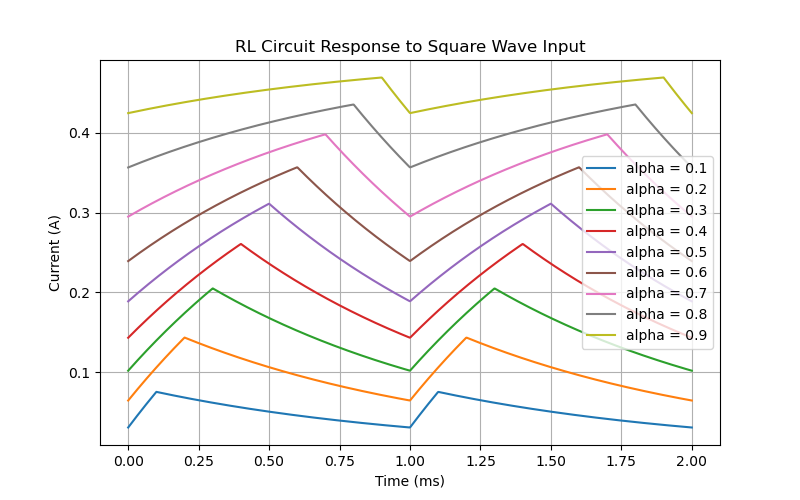 RL Circuit Response to Square Wave Input
Current (A)
0.4
0.3
0.2
0.1
alpha = 0.1
alpha = 0.2
alpha = 0.3
alpha = 0.4
alpha = 0.5
alpha = 0.6
alpha = 0.7
alpha = 0.8
alpha = 0.9
0.00 0.25 0.50 0.75 1.00 1.25 1.50 1.75 2.00
Time (ms)